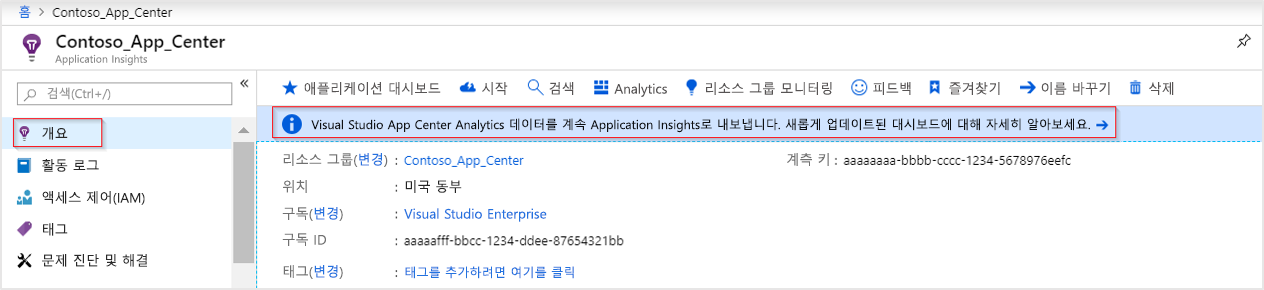 홈 > Contoso_App_Center
Contoso_App_Center
Application Insights
검색(Ctrl+/)
«
개요
활동 로그
액세스 제어(IAM)
태그
문제 진단 및 해결
애플리케이션 대시보드 시작 검색 Analytics 리소스 그룹 모니터링 피드백 즐겨찾기 이름 바꾸기 삭제
Visual Studio App Center Analytics 데이터를 계속 Application Insights로 내보냅니다. 새롭게 업데이트된 대시보드에 대해 자세히 알아보세요. →
리소스 그룹(변경) : Contoso_App_Center 계측 키 : aaaaaaaa-bbbb-cccc-1234-5678976eefc
위치 : 미국 동부
구독(변경) : Visual Studio Enterprise
구독 ID : aaaaafff-bbcc-1234-ddee-87654321bb
태그(변경) : 태그를 추가하려면 여기를 클릭